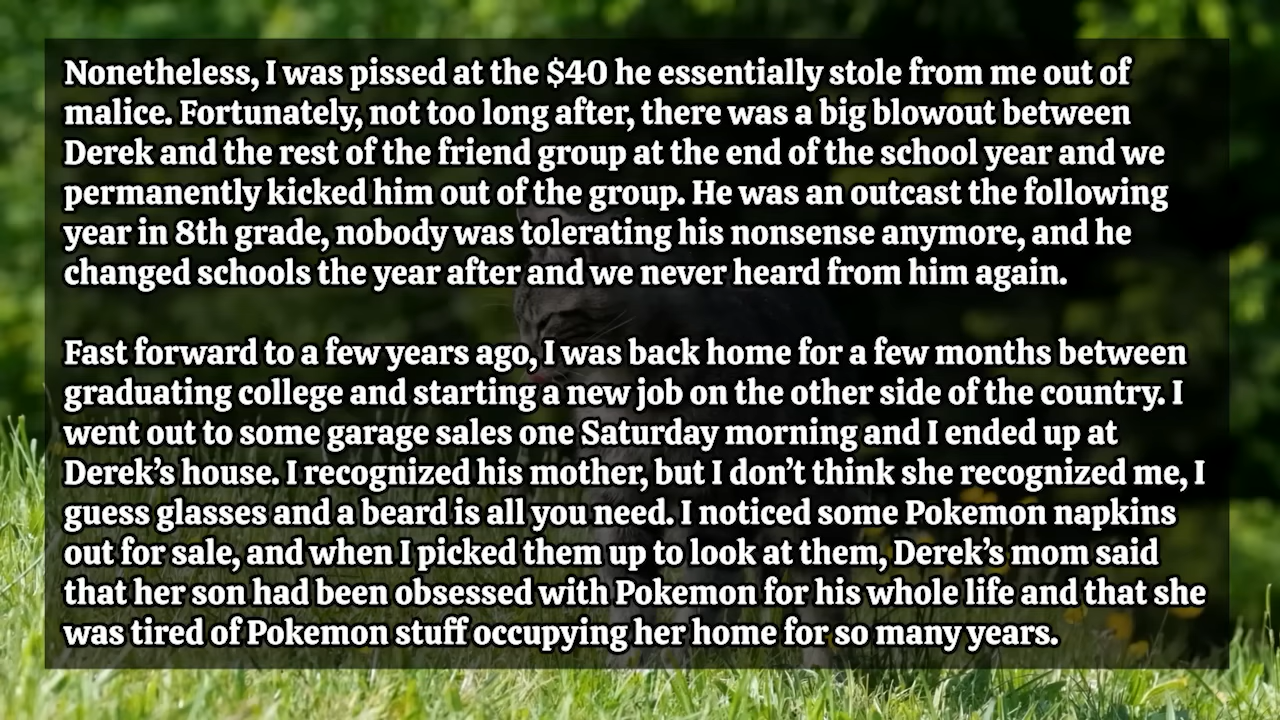 Nonetheless, I was pissed at the $40 he essentially stole from me out of
malice. Fortunately, not too long after, there was a big blowout between
Derek and the rest of the friend group at the end of the school year and we
permanently kicked him out of the group. He was an outcast the following
year in 8th grade, nobody was tolerating his nonsense anymore, and he
changed schools the year after and we never heard from him again.
Fast forward to a few years ago, I was back home for a few months between
graduating college and starting a new job on the other side of the country. I
went out to some garage sales one Saturday morning and I ended up at
Derek’s house. I recognized his mother, but I don’t think she recognized me, I
guess glasses and a beard is all you need. I noticed some Pokemon napkins
out for sale, and when I picked them up to look at them, Derek’s mom said
that her son had been obsessed with Pokemon for his whole life and that she
was tired of Pokemon stuff occupying her home for so many years.